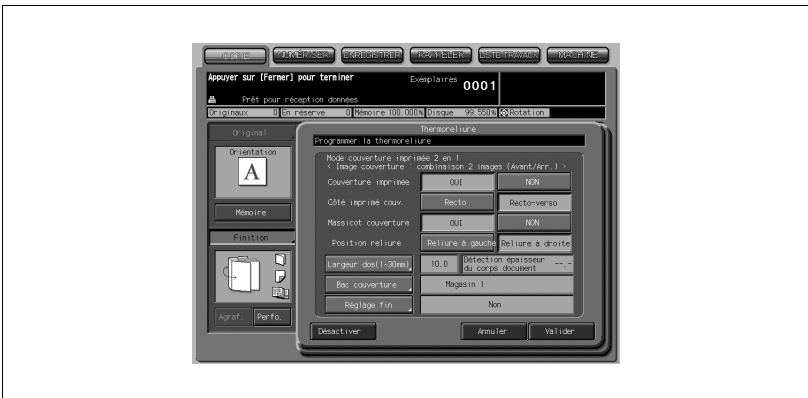 COPIE NUMÉRISER ENREGISTRER RAPPELER LISTE TRAVAUX MACHINE
Appuyer sur [Fermer] pour terminer
Exemplaires 0001
Prêt pour réception données
Originaux 0 En réserve 0 Mémoire 100.000% Disque 99.550% Rotation
Original
Orientation
A
Mémoire
Finition
Agraf. Perfo.
Thermoreliure
Programmer la thermoreliure
Mode couverture imprimée 2 en 1
< Image couverture : combinaison 2 images (Avant/Arr.) >
Couverture imprimée OUI NON
Côté imprimé couv. Recto Recto-verso
Massicot couverture OUI NON
Position reliure Reliure à gauche Reliure à droite
Largeur dos(1~30mm) 10.0 Détection épaisseur du corps document --.-
Bac couverture Magasin 1
Réglage fin Non
Désactiver Annuler Valider